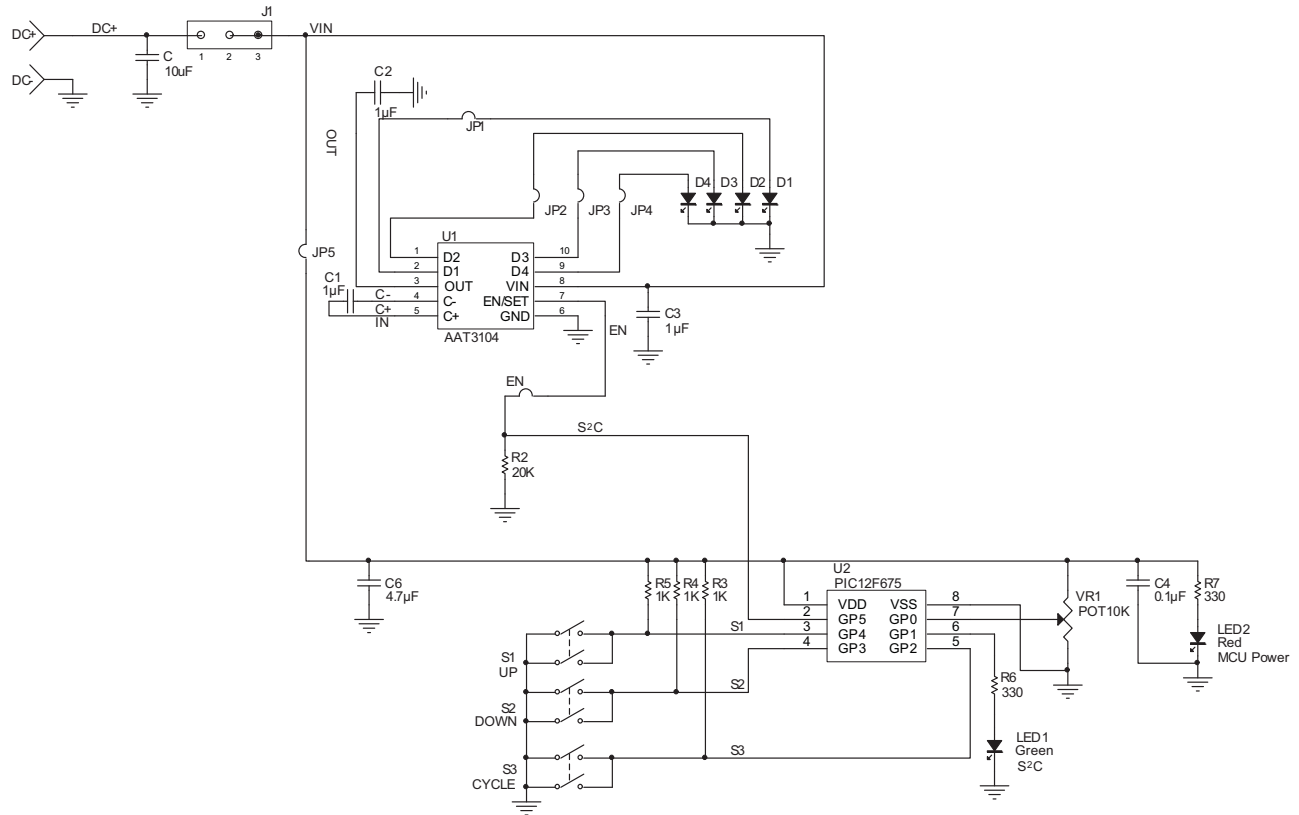 J1
DC+
DC+
VIN
1
2
3
C
10uF
DC-
C2
1µF
JP1
OUT
D4
D3
D2
D1
JP2
JP3
JP4
U1
JP5
1
D2
D3
10
2
D1
D4
9
3
OUT
VIN
8
C1
1µF
C-
4
C-
EN/SET
7
C+
IN
5
C+
GND
6
AAT3104
EN
C3
1µF
EN
S²C
R2
20K
U2
PIC12F675
C6
4.7µF
R5
1K
R4
1K
R3
1K
1
VDD
VSS
8
2
GP5
GP0
7
3
GP4
GP1
6
4
GP3
GP2
5
VR1
POT10K
C4
0.1µF
R7
330
LED2
Red
MCU Power
S1
S1
UP
R6
330
S2
S2
DOWN
LED1
Green
S²C
S3
S3
CYCLE